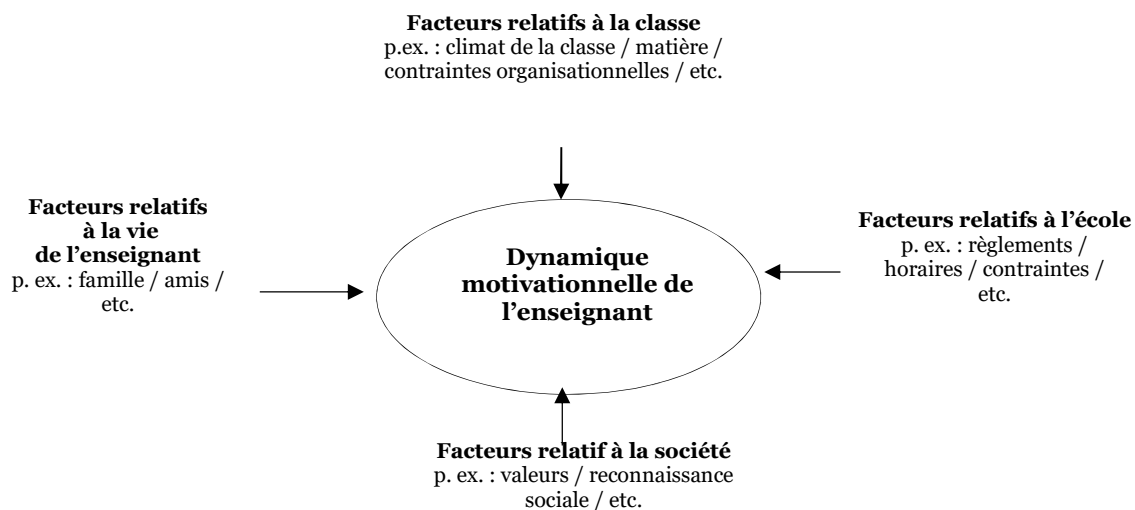 Facteurs relatifs à la classe
p.ex. : climat de la classe / matière /
contraintes organisationnelles / etc.
Facteurs relatifs
à la vie
de l’enseignant
p. ex. : famille / amis /
etc.
Dynamique
motivationnelle de
l’enseignant
Facteurs relatifs à l’école
p. ex. : règlements /
horaires / contraintes /
etc.
Facteurs relatif à la société
p. ex. : valeurs / reconnaissance
sociale / etc.